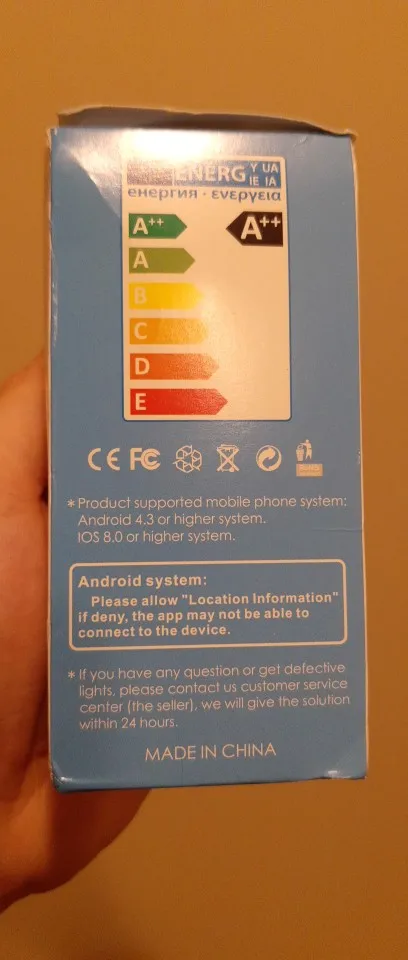 ENERG Y UA
IE IA
енергия · ενεργεια
A++ A++
A
B
C
D
E
CE FC
RoHS
*Product supported mobile phone system:
Android 4.3 or higher system.
IOS 8.0 or higher system.
Android system:
Please allow "Location Information"
if deny, the app may not be able to
connect to the device.
*If you have any question or get defective
lights, please contact us customer service
center (the seller), we will give the solution
within 24 hours.
MADE IN CHINA